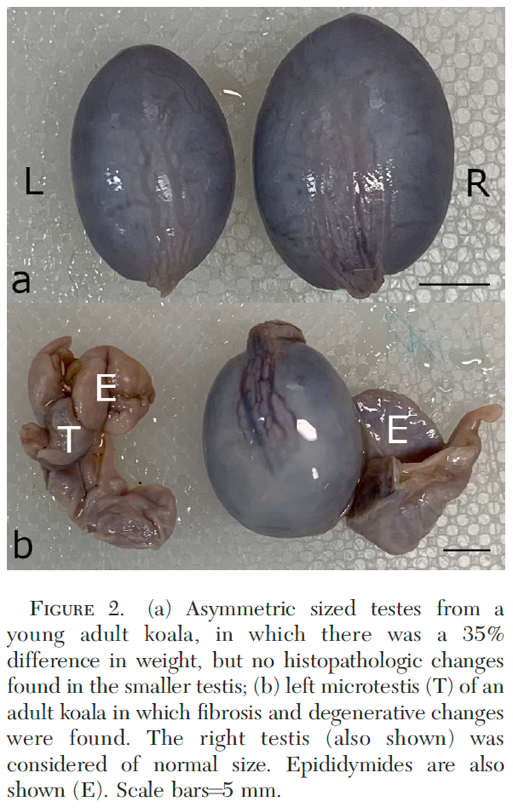 L
R
a
E
T
E
b
FIGURE 2. (a) Asymmetric sized testes from a
young adult koala, in which there was a 35%
difference in weight, but no histopathologic changes
found in the smaller testis; (b) left microtestis (T) of an
adult koala in which fibrosis and degenerative changes
were found. The right testis (also shown) was
considered of normal size. Epididymides are also
shown (E). Scale bars=5 mm.